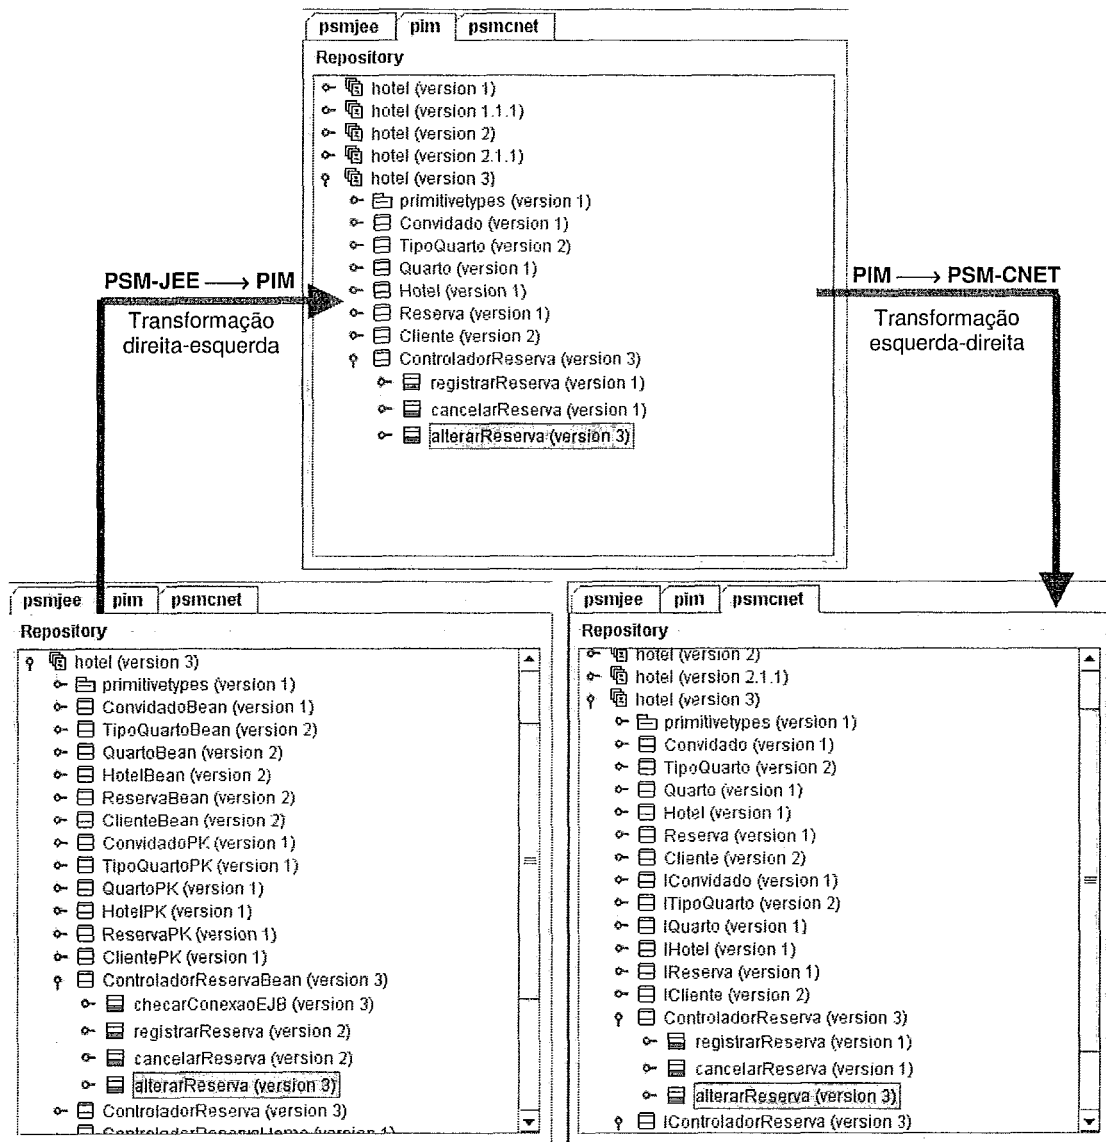 psmjee pim psmcnet
Repository
hotel (version 1)
hotel (version 1.1.1)
hotel (version 2)
hotel (version 2.1.1)
hotel (version 3)
primitivetypes (version 1)
Convidado (version 1)
TipoQuarto (version 2)
Quarto (version 1)
Hotel (version 1)
Reserva (version 1)
Cliente (version 2)
ControladorReserva (version 3)
registrarReserva (version 1)
cancelarReserva (version 1)
alterarReserva (version 3)
PSM-JEE → PIM
Transformação
direita-esquerda
PIM → PSM-CNET
Transformação
esquerda-direita
psmjee pim psmcnet
Repository
hotel (version 3)
primitivetypes (version 1)
ConvidadoBean (version 1)
TipoQuartoBean (version 2)
QuartoBean (version 2)
HotelBean (version 2)
ReservaBean (version 2)
ClienteBean (version 2)
ConvidadoPK (version 1)
TipoQuartoPK (version 1)
QuartoPK (version 1)
HotelPK (version 1)
ReservaPK (version 1)
ClientePK (version 1)
ControladorReservaBean (version 3)
checarConexaoEJB (version 3)
registrarReserva (version 2)
cancelarReserva (version 2)
alterarReserva (version 3)
ControladorReserva (version 3)
ControladorReservaHome (version 1)
psmjee pim psmcnet
Repository
hotel (version 2)
hotel (version 2.1.1)
hotel (version 3)
primitivetypes (version 1)
Convidado (version 1)
TipoQuarto (version 2)
Quarto (version 1)
Hotel (version 1)
Reserva (version 1)
Cliente (version 2)
IConvidado (version 1)
ITipoQuarto (version 2)
IQuarto (version 1)
IHotel (version 1)
IReserva (version 1)
ICliente (version 2)
ControladorReserva (version 3)
registrarReserva (version 1)
cancelarReserva (version 1)
alterarReserva (version 3)
IControladorReserva (version 3)